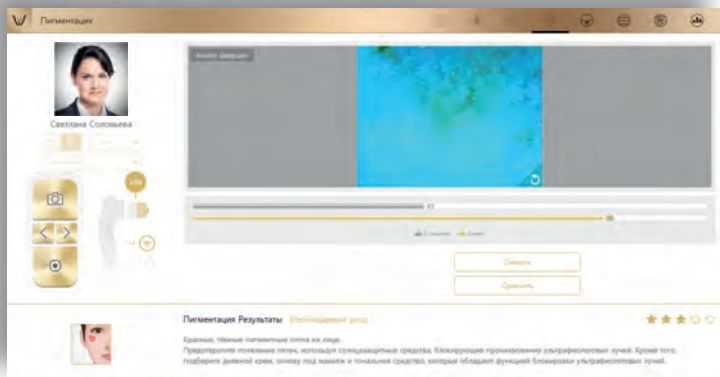 Пигментация
Анализ завершен
Светлана Соловьева
Снимок
Сравнить
Пигментация Результаты Необходимый уход
Красные, тёмные пигментные пятна на лице.
Предотвратите появление пятен, используя солнцезащитные средства, блокирующие проникновение ультрафиолетовых лучей. Кроме того,
подберите дневной крем, основу под макияж и тональное средство, которые обладают функцией блокировки ультрафиолетовых лучей.